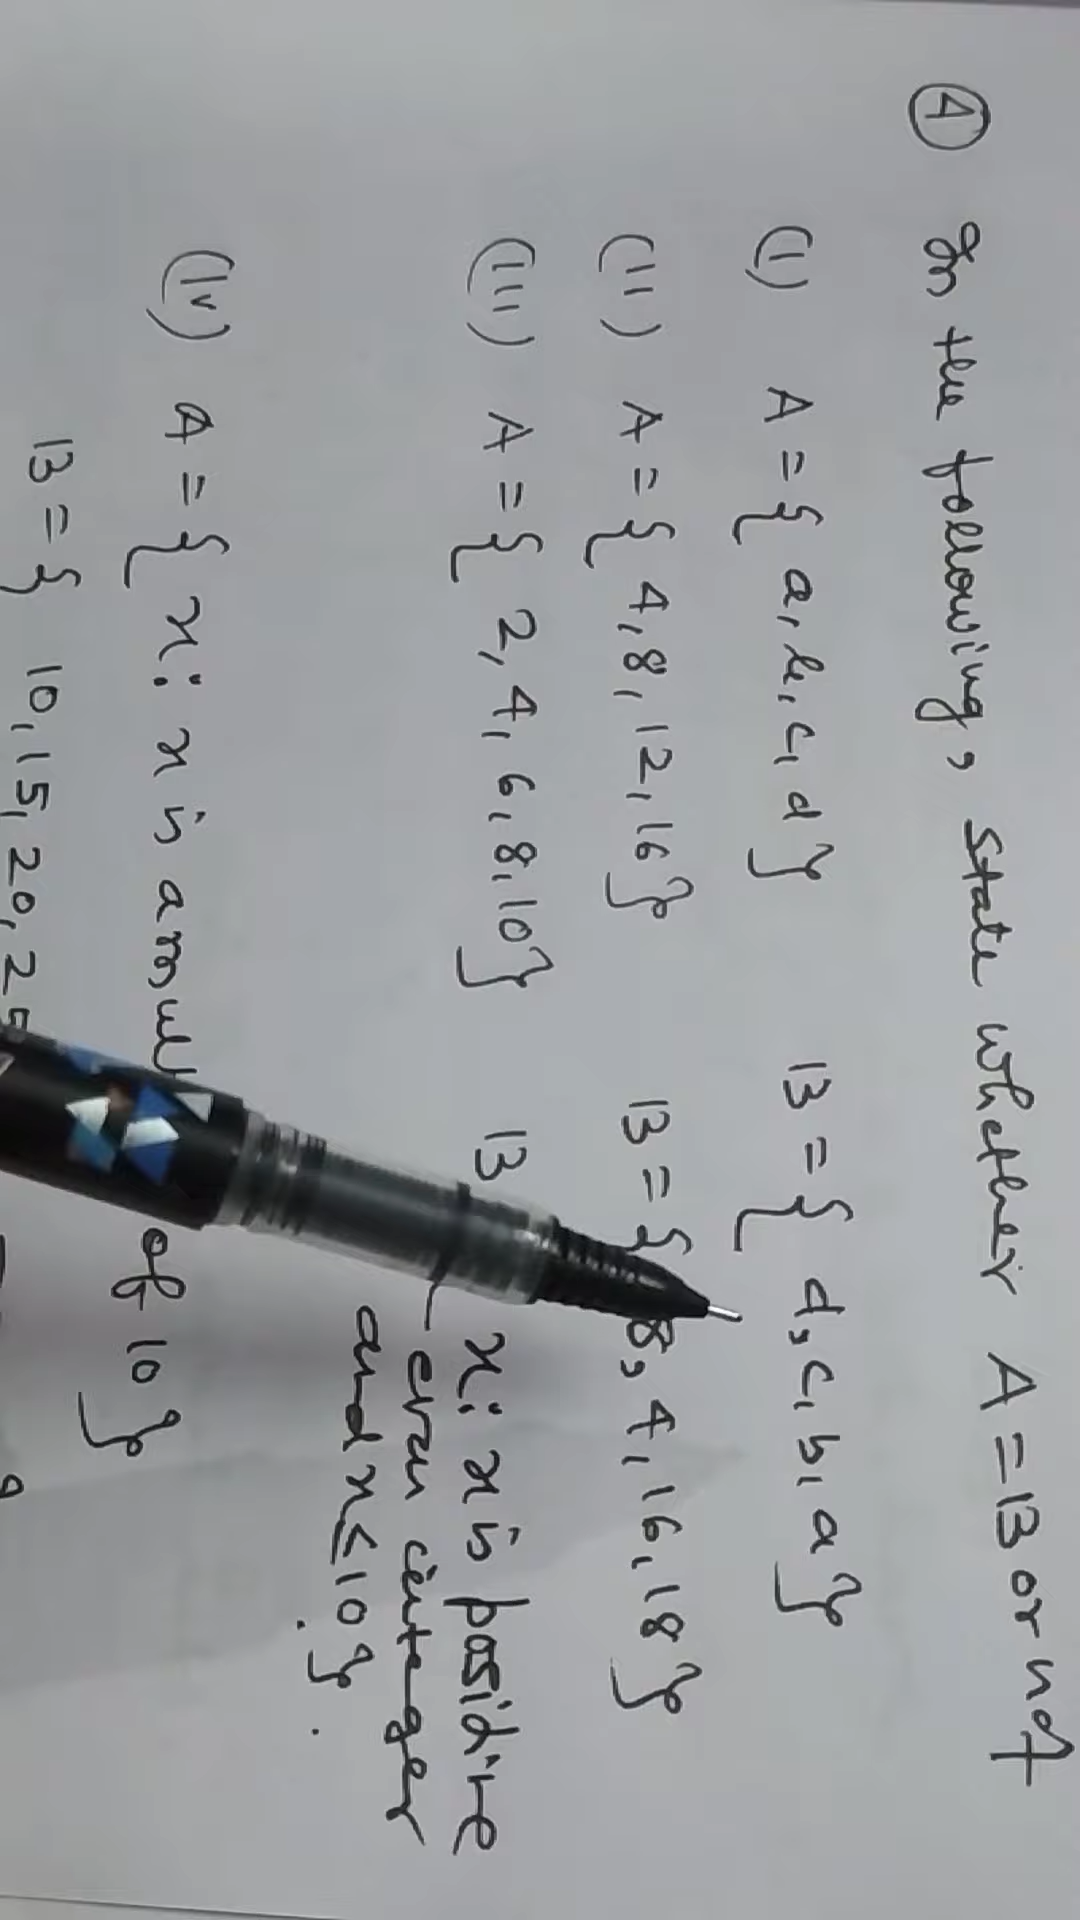 ④ In the following, state whether A = B or not
(i) A = { a, b, c, d } B = { d, c, b, a }
(ii) A = { 4, 8, 12, 16 } B = { 8, 4, 16, 18 }
(iii) A = { 2, 4, 6, 8, 10 } B x : x is positive
even integer
and x ≤ 10 } .
(iv) A = { x : x is a mul of 10 }
B = { 10, 15, 20, 25